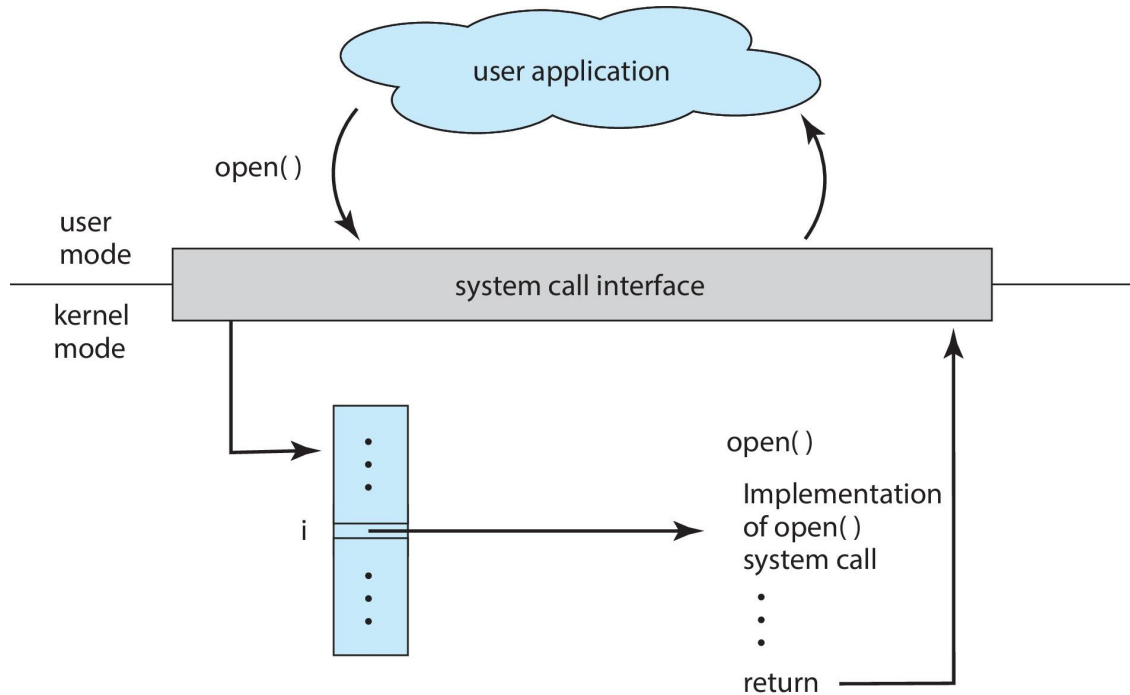 user application
open( )
user
mode
system call interface
kernel
mode
open( )
i
Implementation
of open( )
system call
return